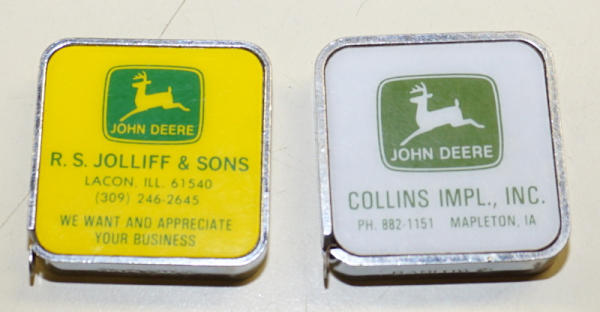 JOHN DEERE
R. S. JOLLIFF & SONS
LACON, ILL. 61540
(309) 246-2645
WE WANT AND APPRECIATE
YOUR BUSINESS
JOHN DEERE
COLLINS IMPL., INC.
PH. 882-1151 MAPLETON, IA